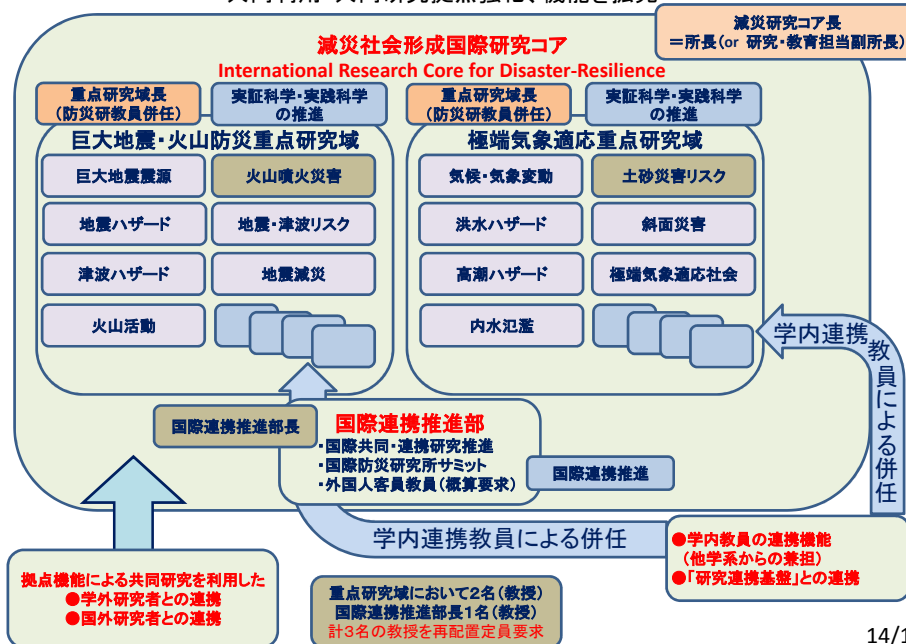 減災研究コア長
=所長(or 研究・教育担当副所長)
減災社会形成国際研究コア
International Research Core for Disaster-Resilience
重点研究域長
(防災研教員併任)
実証科学・実践科学
の推進
巨大地震・火山防災重点研究域
巨大地震震源
火山噴火災害
地震ハザード
地震・津波リスク
津波ハザード
地震減災
火山活動
重点研究域長
(防災研教員併任)
実証科学・実践科学
の推進
極端気象適応重点研究域
気候・気象変動
土砂災害リスク
洪水ハザード
斜面災害
高潮ハザード
極端気象適応社会
内水氾濫
学内連携教員による併任
国際連携推進部長
国際連携推進部
・国際共同・連携研究推進
・国際防災研究所サミット
・外国人客員教員(概算要求)
国際連携推進
学内連携教員による併任
●学内教員の連携機能
(他学系からの兼担)
●「研究連携基盤」との連携
拠点機能による共同研究を利用した
●学外研究者との連携
●国外研究者との連携
重点研究域において2名(教授)
国際連携推進部長1名(教授)
計3名の教授を再配置定員要求
14/1